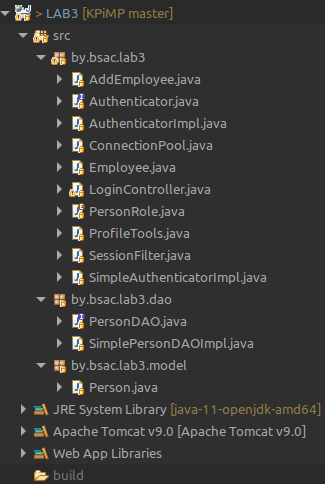 > LAB3 [KPiMP master]
src
by.bsac.lab3
AddEmployee.java
Authenticator.java
AuthenticatorImpl.java
ConnectionPool.java
Employee.java
LoginController.java
PersonRole.java
ProfileTools.java
SessionFilter.java
SimpleAuthenticatorImpl.java
by.bsac.lab3.dao
PersonDAO.java
SimplePersonDAOImpl.java
by.bsac.lab3.model
Person.java
JRE System Library [java-11-openjdk-amd64]
Apache Tomcat v9.0 [Apache Tomcat v9.0]
Web App Libraries
build